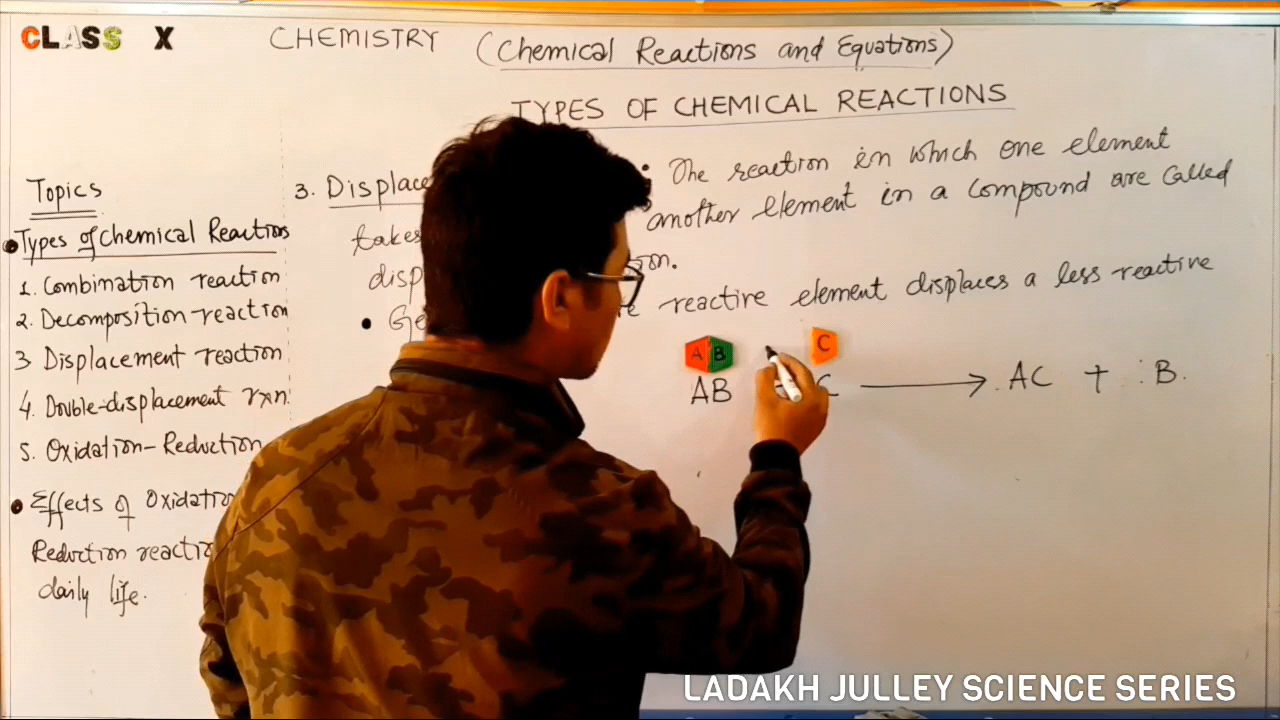 CLASS X
CHEMISTRY (Chemical Reactions and Equations)
TYPES OF CHEMICAL REACTIONS
Topics
• Types of Chemical Reactions
1. Combination reaction
2. Decomposition reaction
3 Displacement reaction
4. Double-displacement rxn
5. Oxidation-Reduction
• Effects of Oxidatio
Reduction reactio
daily life.
3. Displace • The reaction in which one element
takes another element in a compound are called
disp on.
• Ge e reactive element displaces a less reactive
A B C
AB C → AC + B.
LADAKH JULLEY SCIENCE SERIES